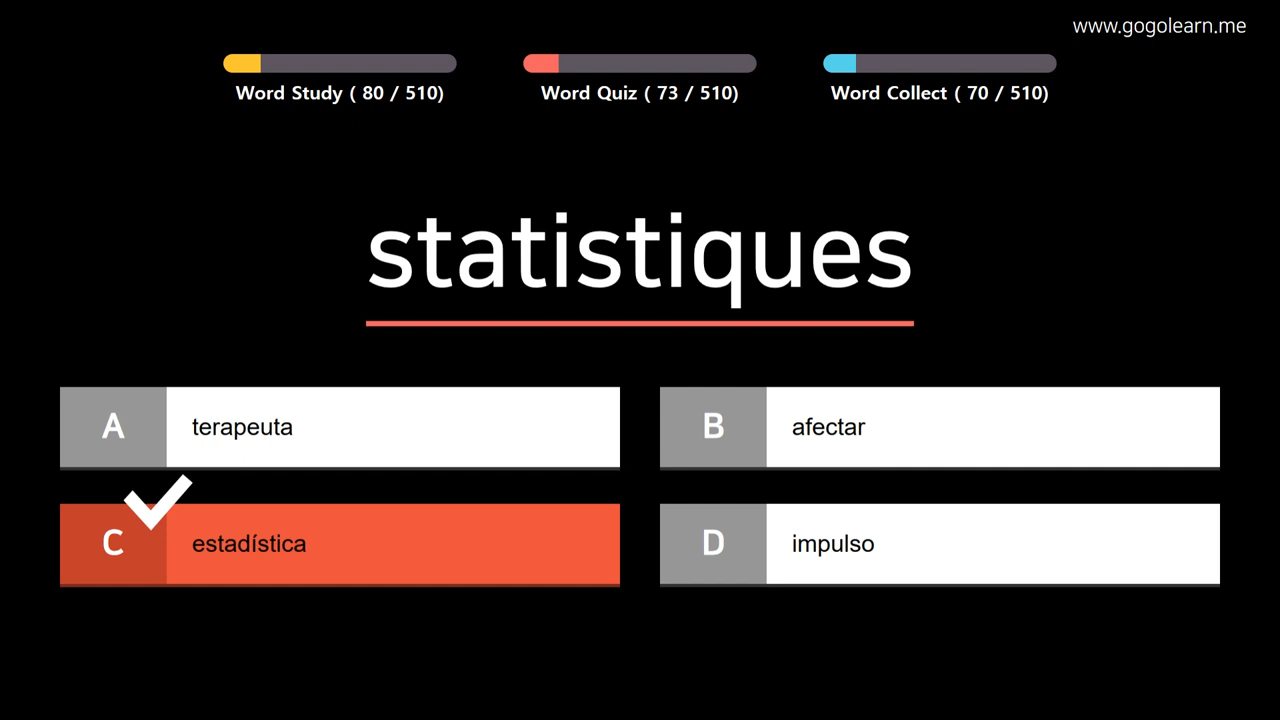 www.gogolearn.me
Word Study ( 80 / 510)
Word Quiz ( 73 / 510)
Word Collect ( 70 / 510)
statistiques
A terapeuta
B afectar
C estadística
D impulso